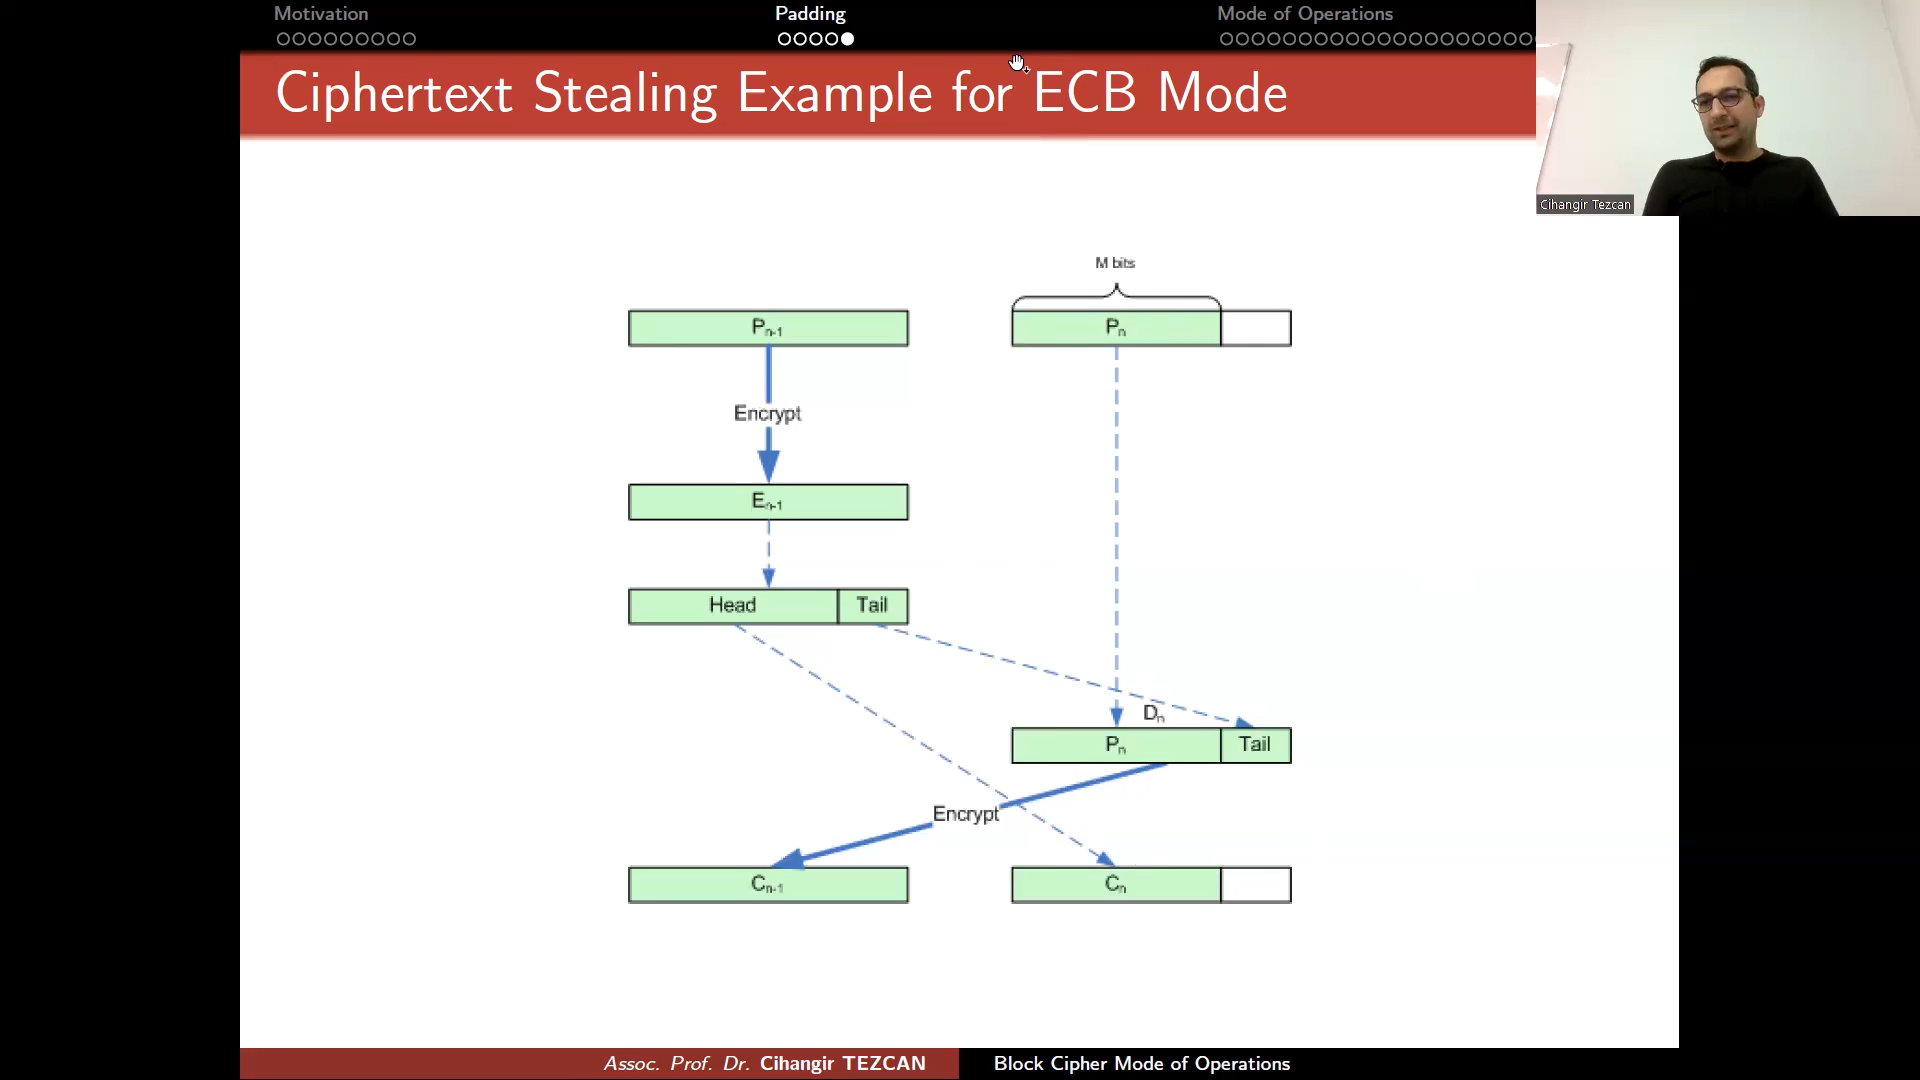 Motivation
Padding
Mode of Operations
Ciphertext Stealing Example for ECB Mode
Cihangir Tezcan
M bits
Pn-1
Pn
Encrypt
En-1
Head
Tail
Dn
Pn
Tail
Encrypt
Cn-1
Cn
Assoc. Prof. Dr. Cihangir TEZCAN
Block Cipher Mode of Operations